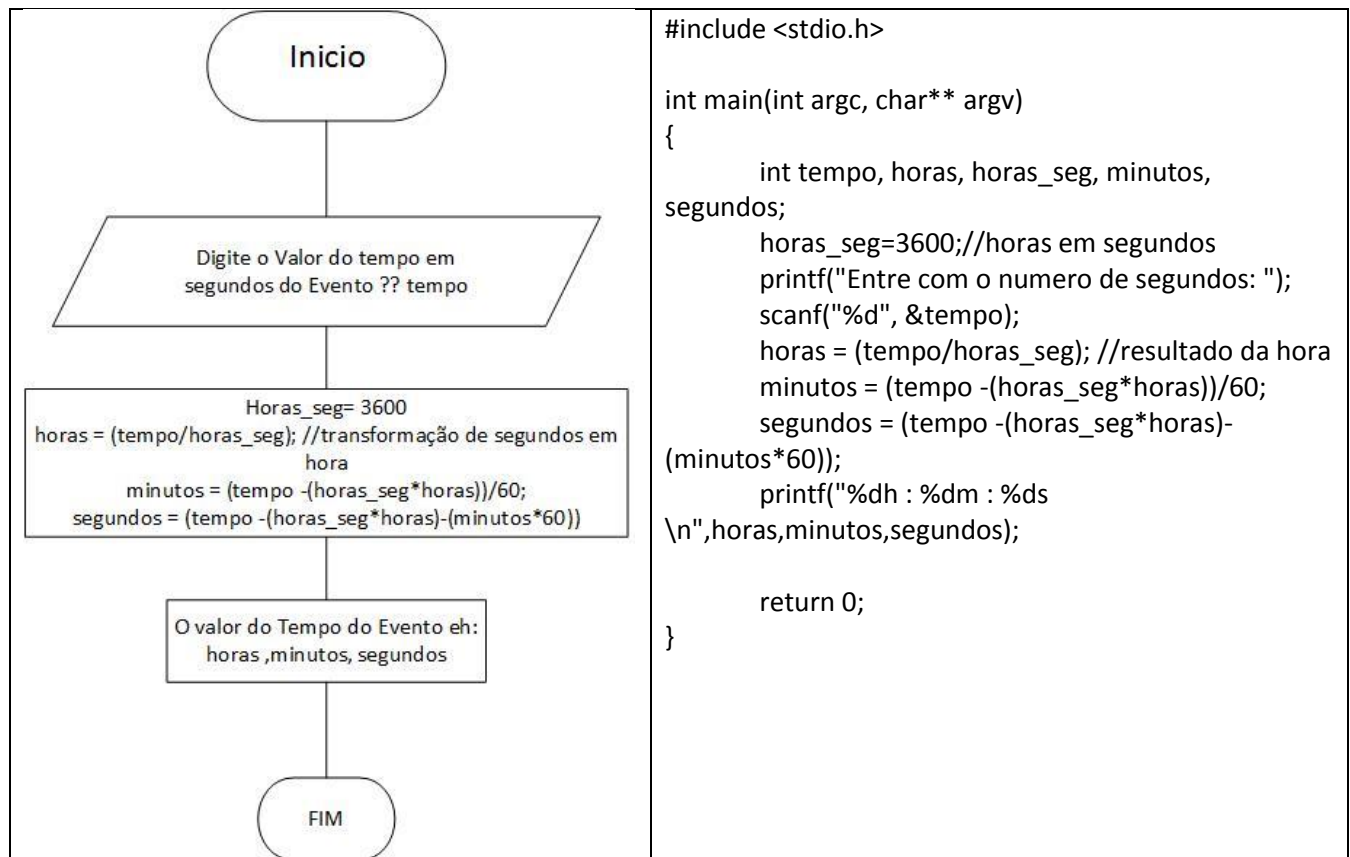 Inicio
Digite o Valor do tempo em
segundos do Evento ?? tempo
Horas_seg= 3600
horas = (tempo/horas_seg); //transformação de segundos em
hora
minutos = (tempo -(horas_seg*horas))/60;
segundos = (tempo -(horas_seg*horas)-(minutos*60))
O valor do Tempo do Evento eh:
horas ,minutos, segundos
FIM
#include <stdio.h>
int main(int argc, char** argv)
{
int tempo, horas, horas_seg, minutos,
segundos;
horas_seg=3600;//horas em segundos
printf("Entre com o numero de segundos: ");
scanf("%d", &tempo);
horas = (tempo/horas_seg); //resultado da hora
minutos = (tempo -(horas_seg*horas))/60;
segundos = (tempo -(horas_seg*horas)-
(minutos*60));
printf("%dh : %dm : %ds
\n",horas,minutos,segundos);
return 0;
}